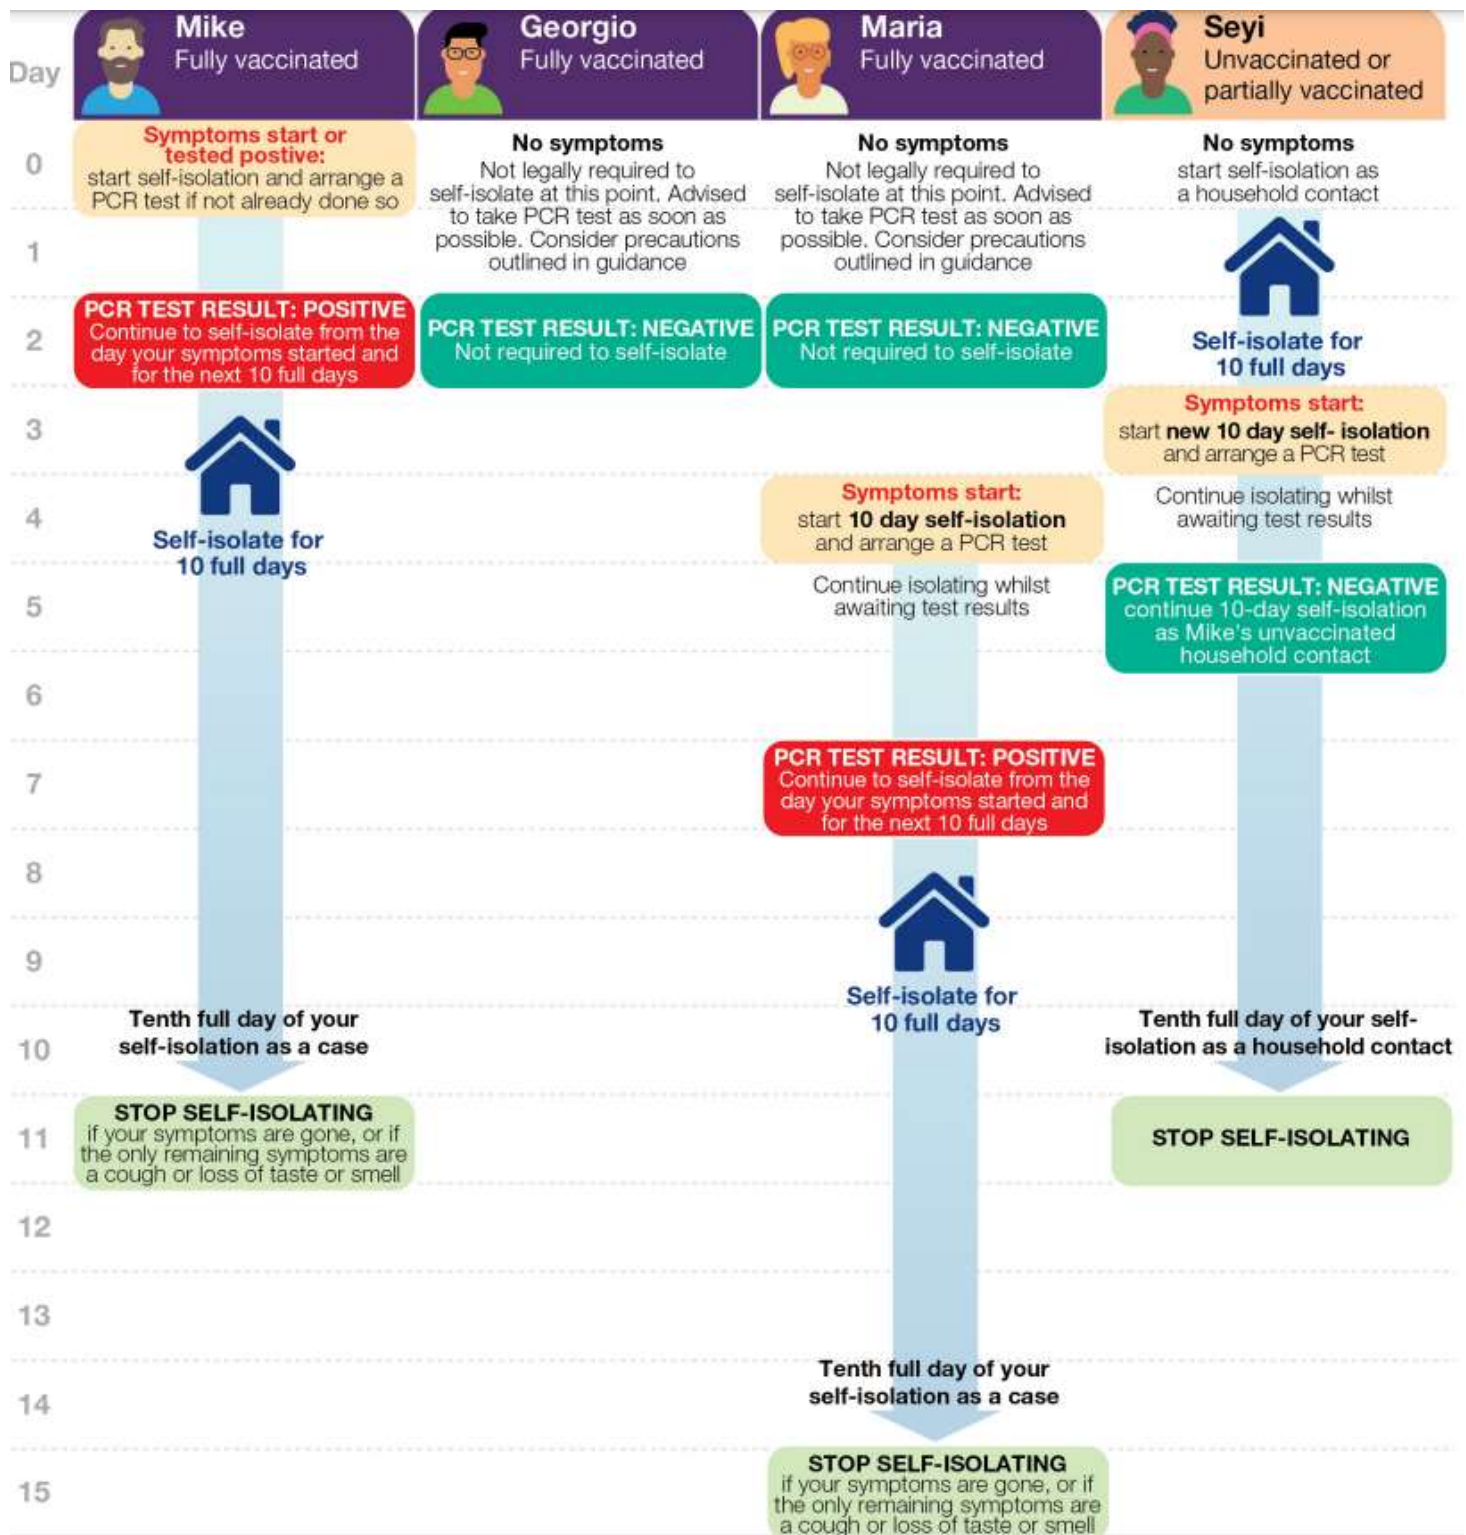 Day
Mike
Fully vaccinated
Georgio
Fully vaccinated
Maria
Fully vaccinated
Seyi
Unvaccinated or
partially vaccinated
0
Symptoms start or
tested postive:
start self-isolation and arrange a
PCR test if not already done so
No symptoms
Not legally required to
self-isolate at this point. Advised
to take PCR test as soon as
possible. Consider precautions
outlined in guidance
No symptoms
Not legally required to
self-isolate at this point. Advised
to take PCR test as soon as
possible. Consider precautions
outlined in guidance
No symptoms
start self-isolation as
a household contact
1
2
PCR TEST RESULT: POSITIVE
Continue to self-isolate from the
day your symptoms started and
for the next 10 full days
PCR TEST RESULT: NEGATIVE
Not required to self-isolate
PCR TEST RESULT: NEGATIVE
Not required to self-isolate
Self-isolate for
10 full days
3
Symptoms start:
start new 10 day self- isolation
and arrange a PCR test
4
Self-isolate for
10 full days
Symptoms start:
start 10 day self-isolation
and arrange a PCR test
Continue isolating whilst
awaiting test results
5
Continue isolating whilst
awaiting test results
PCR TEST RESULT: NEGATIVE
continue 10-day self-isolation
as Mike's unvaccinated
household contact
6
7
PCR TEST RESULT: POSITIVE
Continue to self-isolate from the
day your symptoms started and
for the next 10 full days
8
9
Self-isolate for
10 full days
10
Tenth full day of your
self-isolation as a case
Tenth full day of your self-
isolation as a household contact
11
STOP SELF-ISOLATING
if your symptoms are gone, or if
the only remaining symptoms are
a cough or loss of taste or smell
STOP SELF-ISOLATING
12
13
14
Tenth full day of your
self-isolation as a case
15
STOP SELF-ISOLATING
if your symptoms are gone, or if
the only remaining symptoms are
a cough or loss of taste or smell